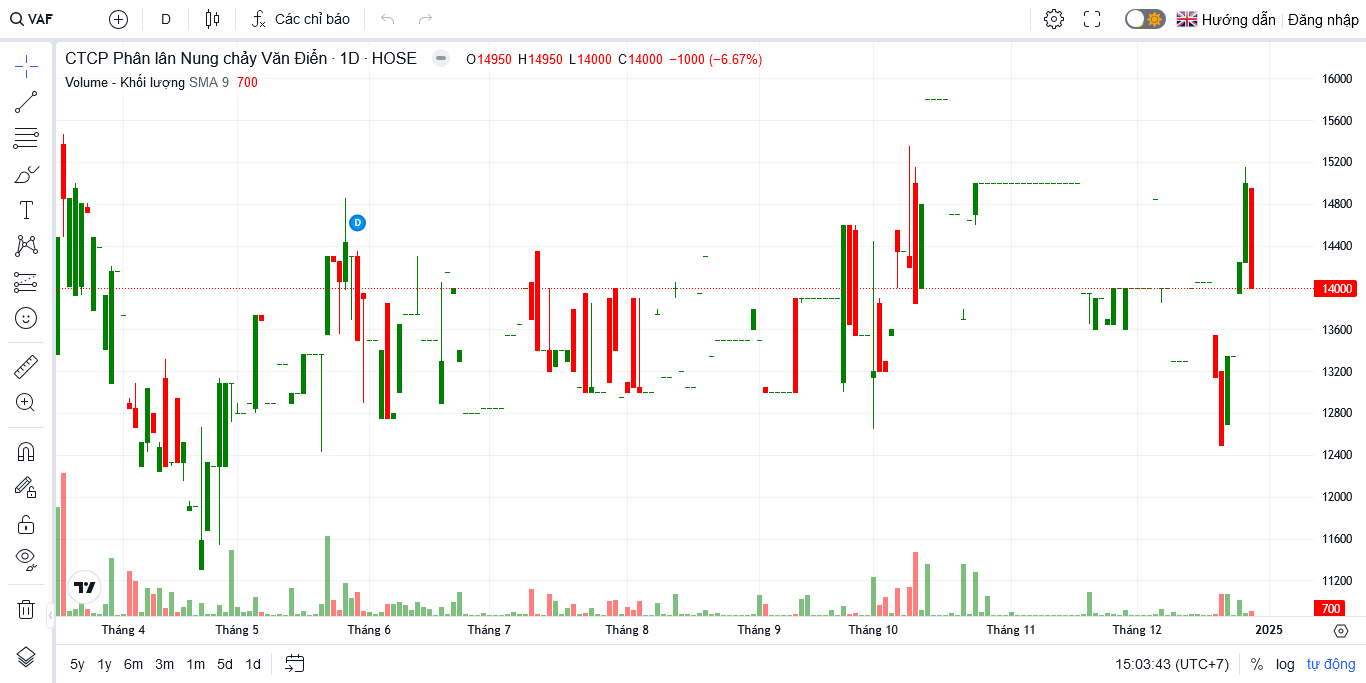 VAF D Các chỉ báo Hướng dẫn Đăng nhập
CTCP Phân lân Nung chảy Văn Điển · 1D · HOSE O14950 H14950 L14000 C14000 −1000 (−6.67%)
Volume - Khối lượng SMA 9 700
16000
15600
15200
14800
D
14400
14000
13600
13200
12800
12400
12000
11600
11200
700
Tháng 4 Tháng 5 Tháng 6 Tháng 7 Tháng 8 Tháng 9 Tháng 10 Tháng 11 Tháng 12 2025
5y 1y 6m 3m 1m 5d 1d 15:03:43 (UTC+7) % log tự động